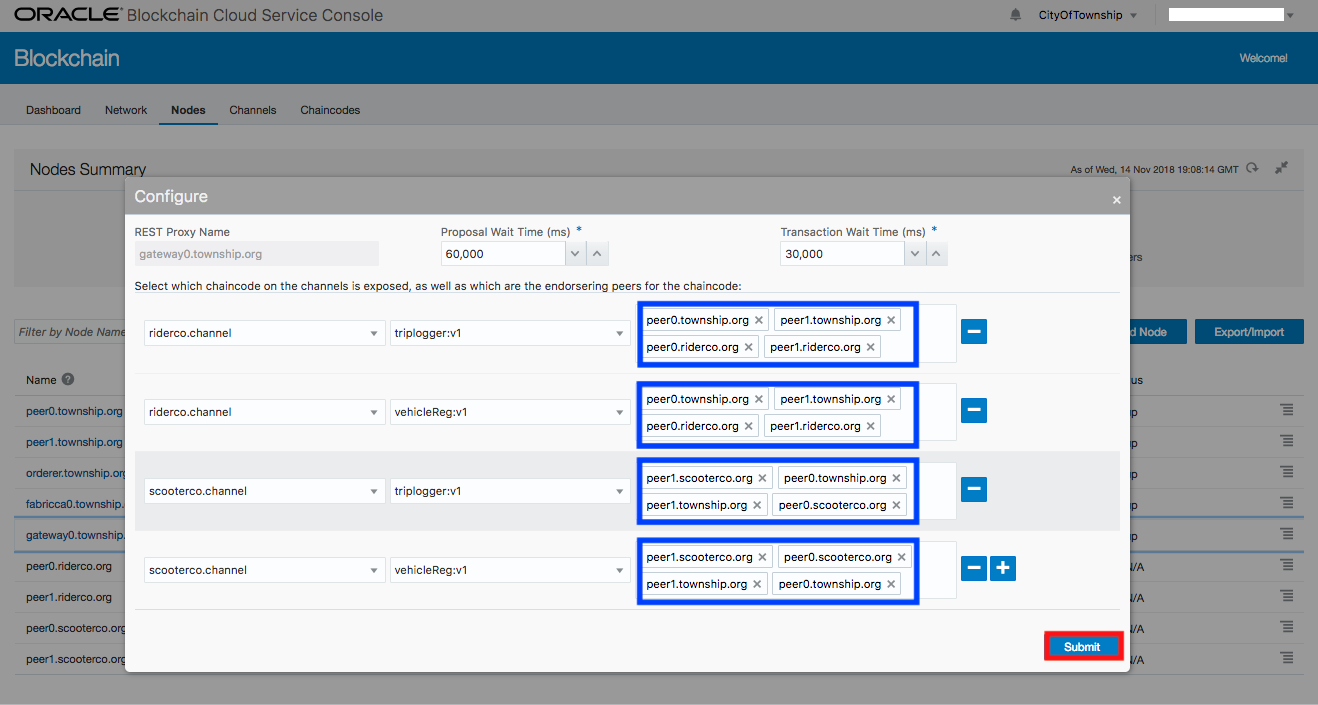 ORACLE® Blockchain Cloud Service Console
CityOfTownship
Blockchain
Welcome!
Dashboard Network Nodes Channels Chaincodes
Nodes Summary
As of Wed, 14 Nov 2018 19:08:14 GMT
Configure
×
REST Proxy Name
Proposal Wait Time (ms) *
Transaction Wait Time (ms) *
gateway0.township.org
60,000
30,000
Select which chaincode on the channels is exposed, as well as which are the endorsering peers for the chaincode:
riderco.channel
triplogger:v1
peer0.township.org × peer1.township.org ×
peer0.riderco.org × peer1.riderco.org ×
riderco.channel
vehicleReg:v1
peer0.township.org × peer1.township.org ×
peer0.riderco.org × peer1.riderco.org ×
scooterco.channel
triplogger:v1
peer1.scooterco.org × peer0.township.org ×
peer1.township.org × peer0.scooterco.org ×
scooterco.channel
vehicleReg:v1
peer1.scooterco.org × peer0.scooterco.org ×
peer1.township.org × peer0.township.org ×
Submit
ers
Filter by Node Name
d Node
Export/Import
Name ?
us
peer0.township.org
up
peer1.township.org
up
orderer.township.org
up
fabricca0.township.
up
gateway0.township.
up
peer0.riderco.org
N/A
peer1.riderco.org
N/A
peer0.scooterco.org
N/A
peer1.scooterco.org
N/A